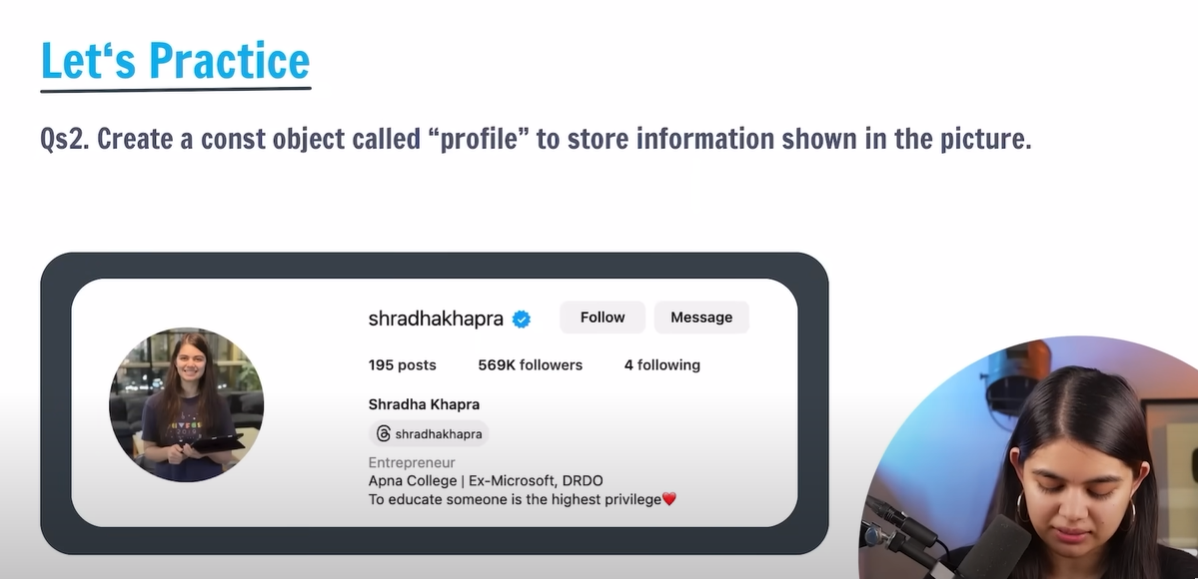 Let‘s Practice
Qs2. Create a const object called “profile” to store information shown in the picture.
shradhakhapra
Follow
Message
195 posts
569K followers
4 following
Shradha Khapra
shradhakhapra
Entrepreneur
Apna College | Ex-Microsoft, DRDO
To educate someone is the highest privilege❤️